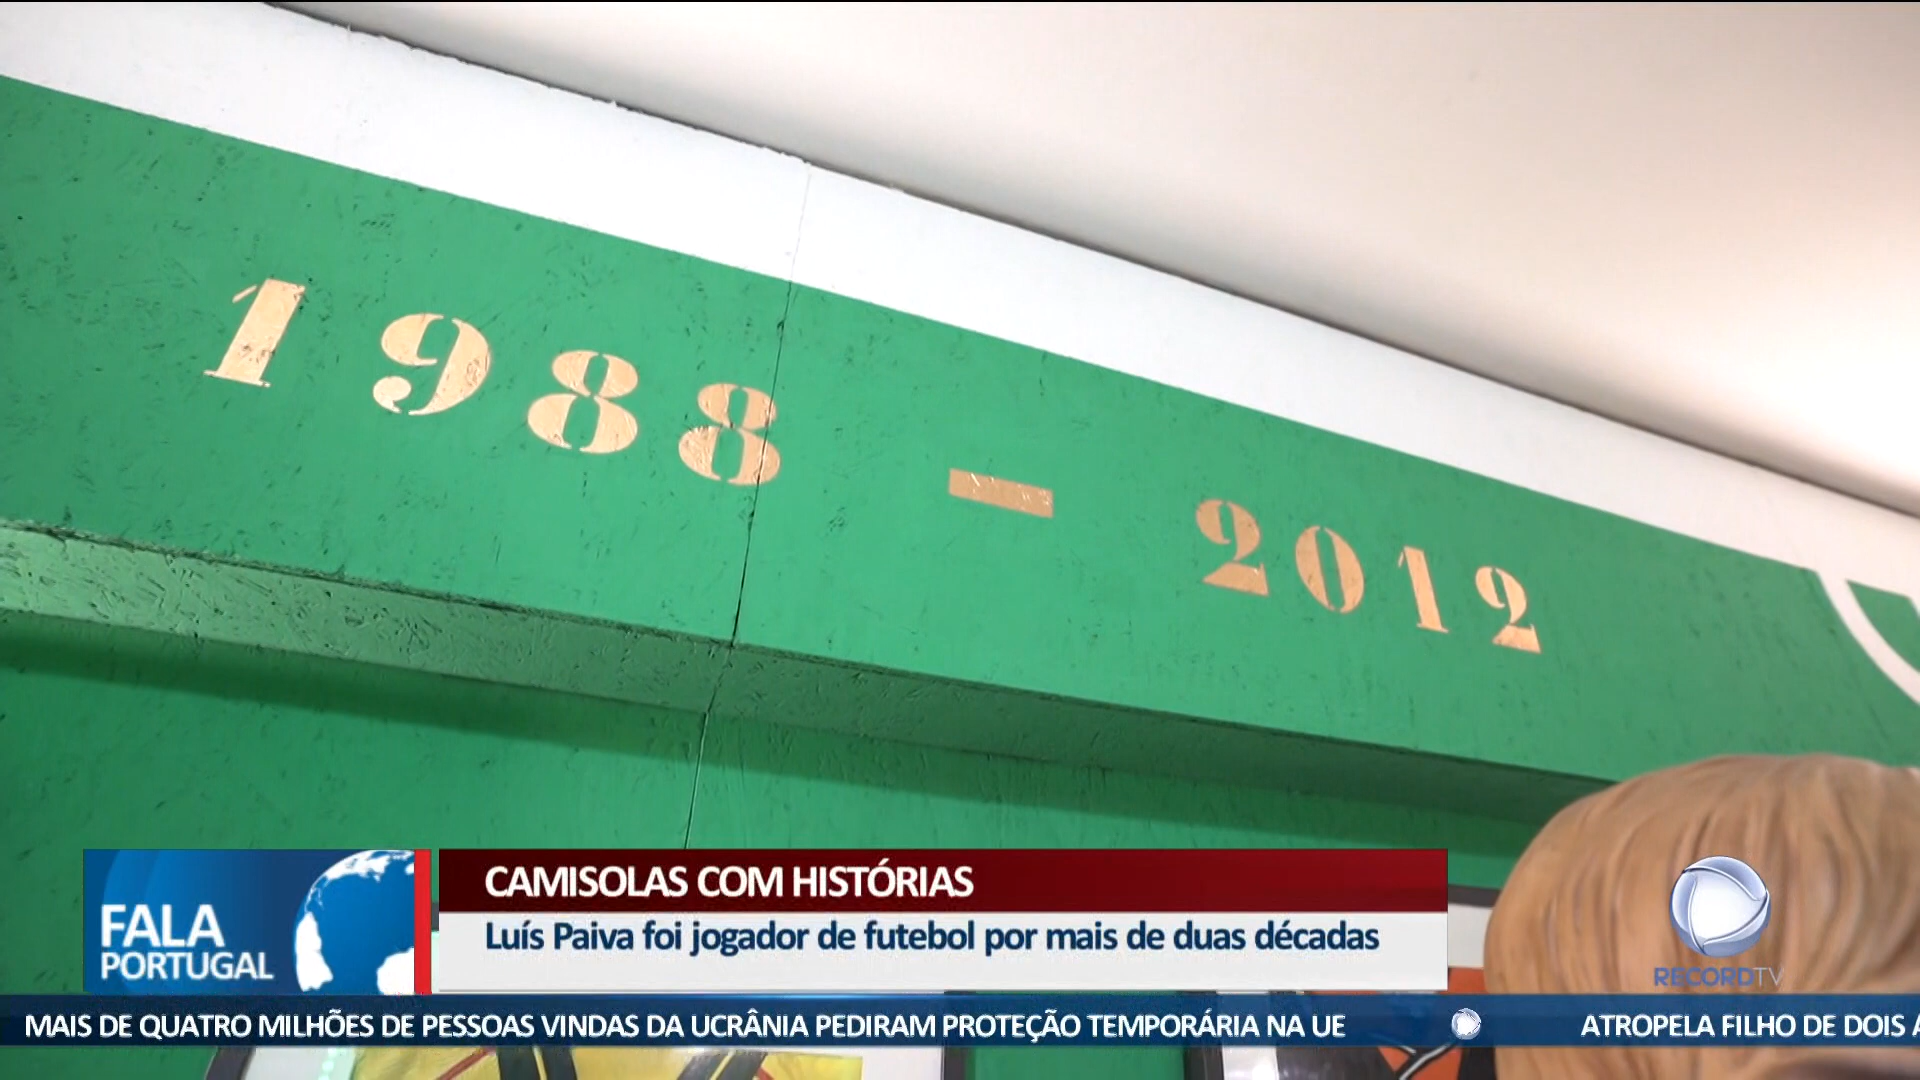 1988 - 2012
CAMISOLAS COM HISTÓRIAS
Luís Paiva foi jogador de futebol por mais de duas décadas
FALA
PORTUGAL
RECORDTV
MAIS DE QUATRO MILHÕES DE PESSOAS VINDAS DA UCRÂNIA PEDIRAM PROTEÇÃO TEMPORÁRIA NA UE
ATROPELA FILHO DE DOIS A